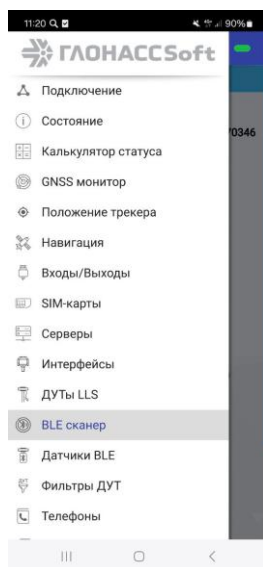 11:20
90%
ГЛОНАССSoft
Подключение
Состояние
0346
Калькулятор статуса
GNSS монитор
Положение трекера
Навигация
Входы/Выходы
SIM-карты
Серверы
Интерфейсы
ДУТы LLS
BLE сканер
Датчики BLE
Фильтры ДУТ
Телефоны